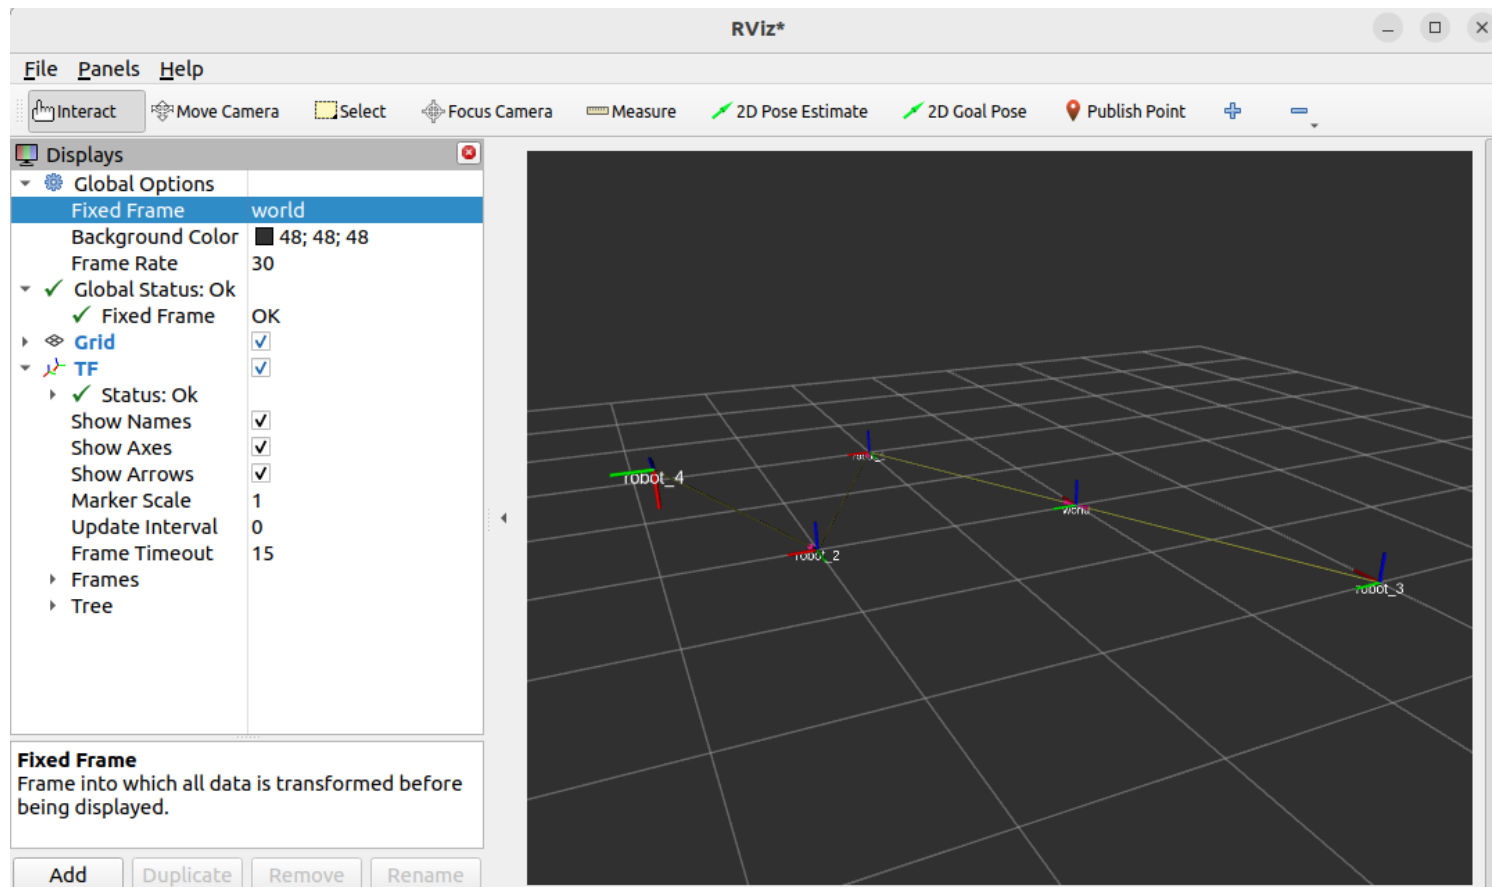 RViz*
File Panels Help
Interact Move Camera Select Focus Camera Measure 2D Pose Estimate 2D Goal Pose Publish Point
Displays
Global Options
Fixed Frame world
Background Color 48; 48; 48
Frame Rate 30
Global Status: Ok
Fixed Frame OK
Grid
TF
Status: Ok
Show Names
Show Axes
Show Arrows
Marker Scale 1
Update Interval 0
Frame Timeout 15
Frames
Tree
Fixed Frame
Frame into which all data is transformed before
being displayed.
Add Duplicate Remove Rename
robot_4
robot_2
world
robot_3